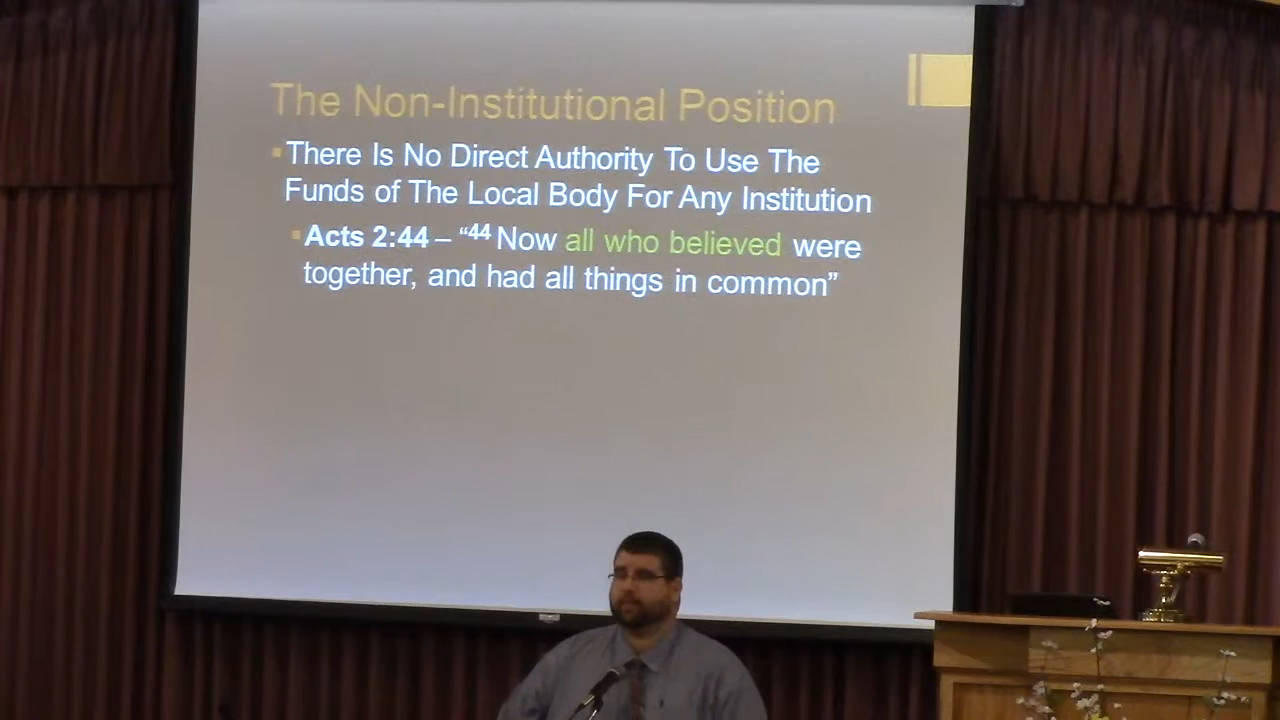 The Non-Institutional Position
▪There Is No Direct Authority To Use The
Funds of The Local Body For Any Institution
▪Acts 2:44 – “44 Now all who believed were
together, and had all things in common”